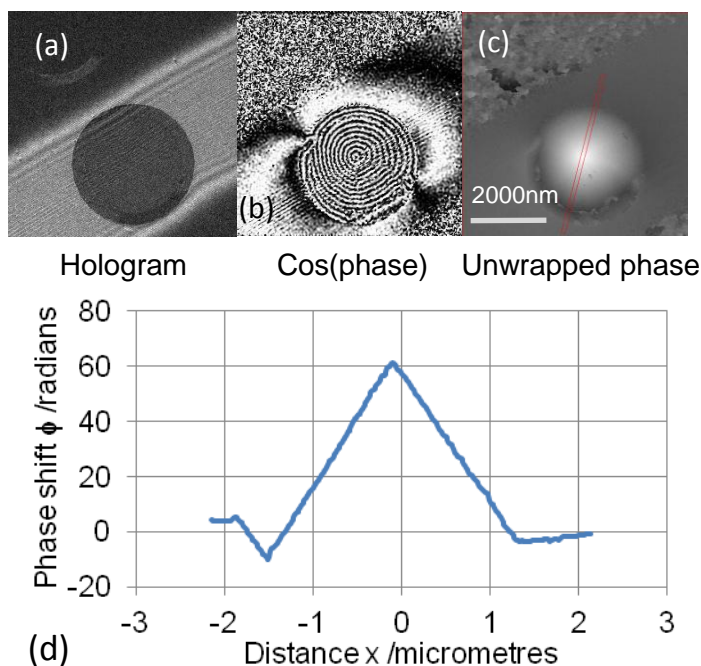 (a)
(b)
(c)
2000nm
Hologram
Cos(phase)
Unwrapped phase
80
60
40
20
0
-20
Phase shift ϕ /radians
-3
-2
-1
0
1
2
3
Distance x /micrometres
(d)